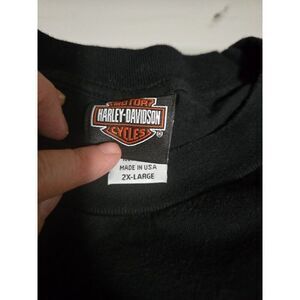 MOTOR
HARLEY-DAVIDSON
CYCLES
®
MADE IN USA
2X-LARGE